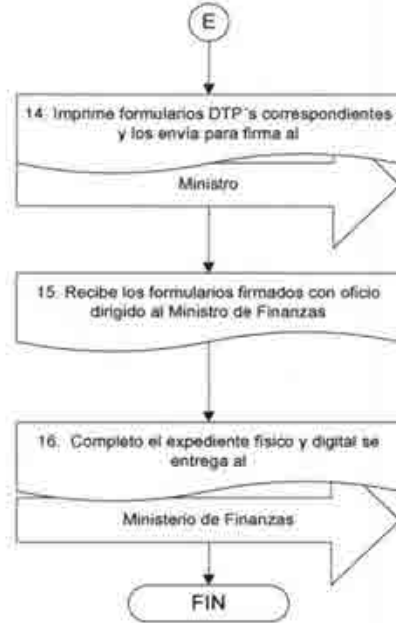 E
14. Imprime formularios DTP´s correspondientes
y los envía para firma al
Ministro
15. Recibe los formularios firmados con oficio
dirigido al Ministro de Finanzas
16. Completo el expediente físico y digital se
entrega al
Ministerio de Finanzas
FIN